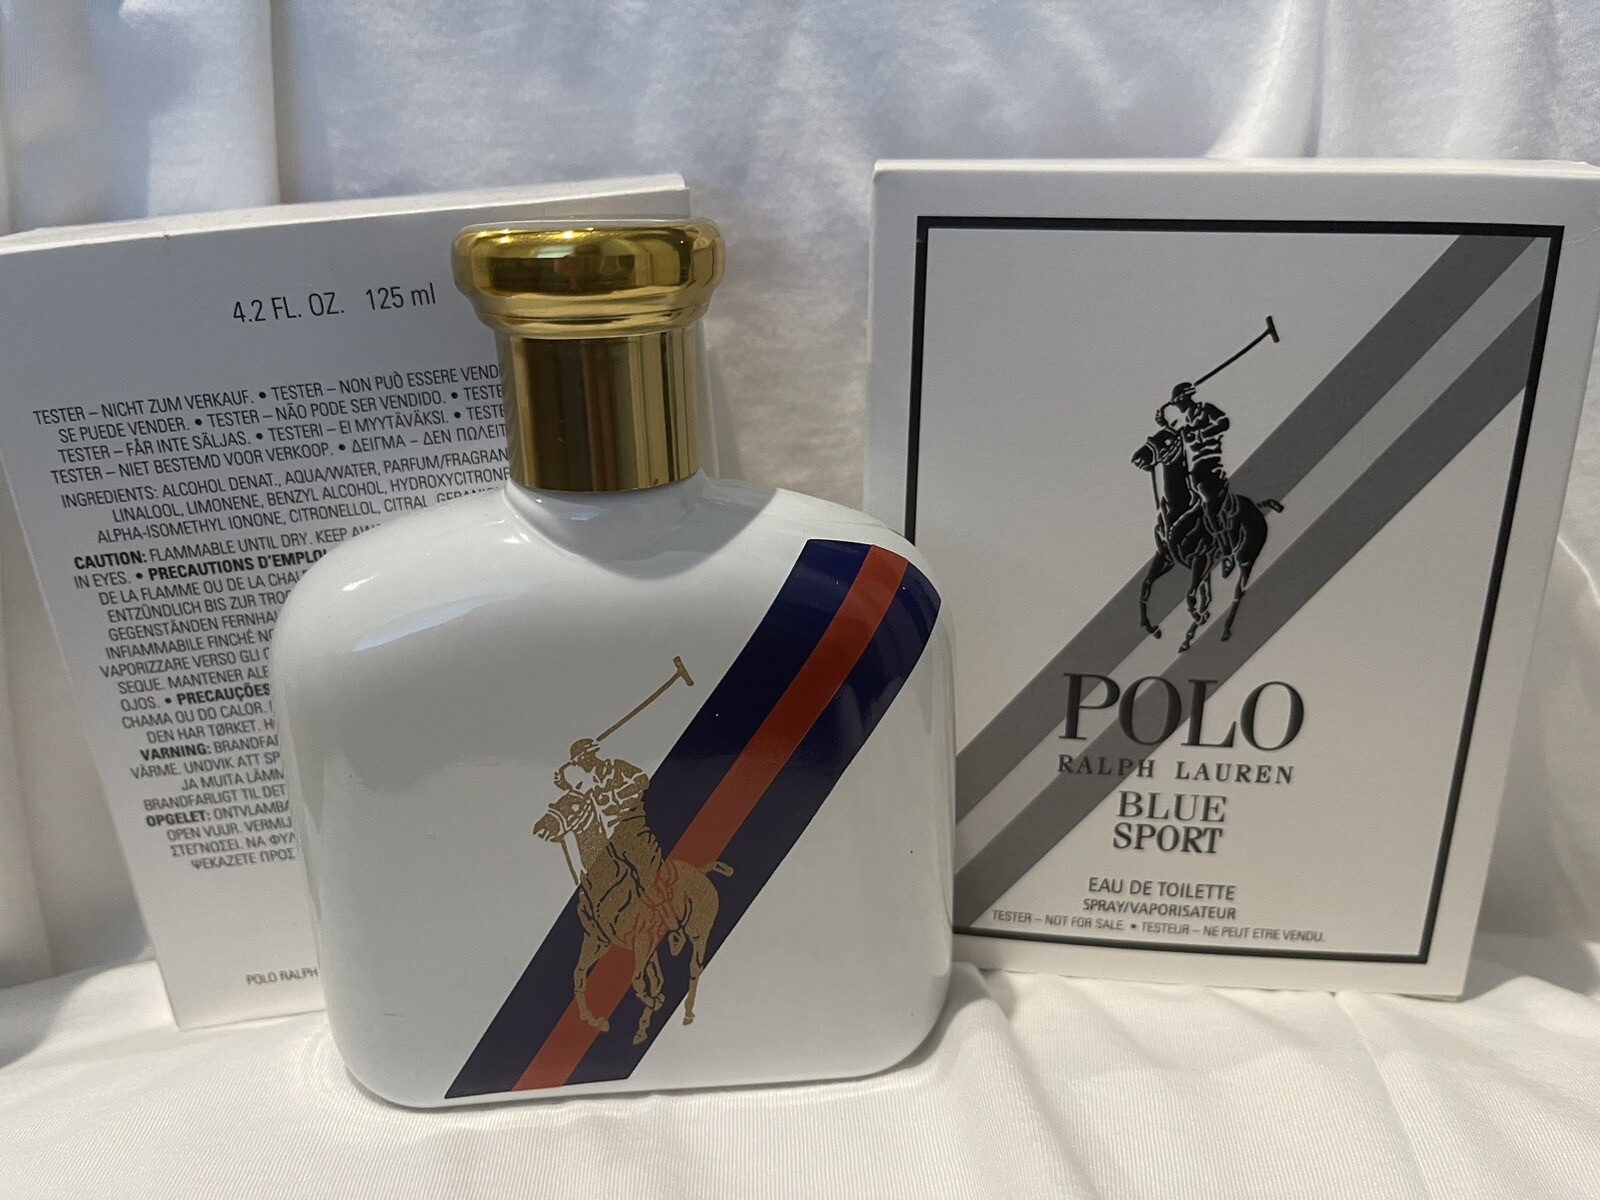 4.2 FL. OZ. 125 ml
TESTER – NICHT ZUM VERKAUF. • TESTER – NON PUÒ ESSERE VEND
SE PUEDE VENDER. • TESTER – NÃO PODE SER VENDIDO. • TESTE
TESTER – FÅR INTE SÄLJAS. • TESTERI – EI MYYTÄVÄKSI. • TESTE
TESTER – NIET BESTEMD VOOR VERKOOP. • ΔΕΙΓΜΑ – ΔΕΝ ΠΩΛΕΙΤ
INGREDIENTS: ALCOHOL DENAT., AQUA/WATER, PARFUM/FRAGRAN
LINALOOL, LIMONENE, BENZYL ALCOHOL, HYDROXYCITRONE
ALPHA-ISOMETHYL IONONE, CITRONELLOL, CITRAL, GERANIO
CAUTION: FLAMMABLE UNTIL DRY. KEEP AWA
IN EYES. • PRECAUTIONS D'EMPLOI
DE LA FLAMME OU DE LA CHAL
ENTZÜNDLICH BIS ZUR TROC
GEGENSTÄNDEN FERNHAL
INFIAMMABILE FINCHÉ NO
VAPORIZZARE VERSO GLI O
SEQUE. MANTENER ALE
OJOS. • PRECAUÇÕES
CHAMA OU DO CALOR.
DEN HAR TØRKET. H
VARNING: BRANDFA
VÄRME. UNDVIK ATT SP
JA MUITA LÄMM
BRANDFARLIGT TIL DET
OPGELET: ONTVLAMBA
OPEN VUUR. VERMIJ
ΣΤΕΓΝΩΣΕΙ. ΝΑ ΦΥΛ
ΨΕΚΑΖΕΤΕ ΠΡΟΣ
POLO RALPH
POLO
RALPH LAUREN
BLUE
SPORT
EAU DE TOILETTE
SPRAY/VAPORISATEUR
TESTER – NOT FOR SALE. • TESTEUR – NE PEUT ETRE VENDU.